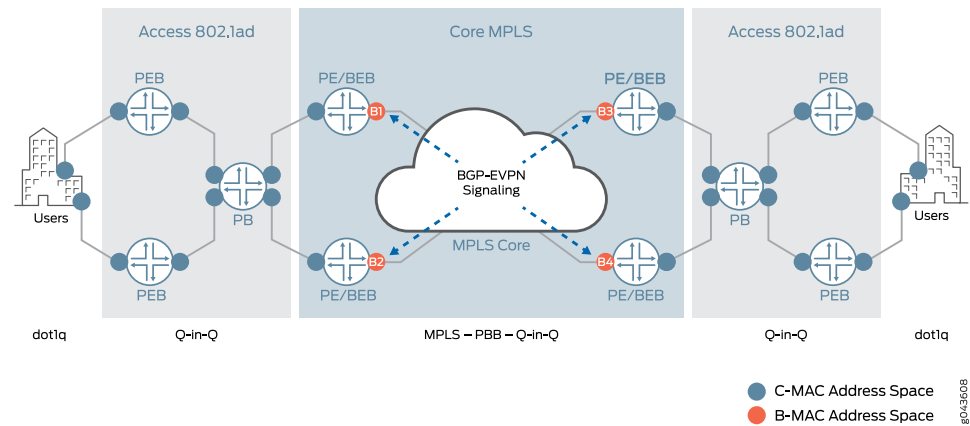 Access 802.1ad
Core MPLS
Access 802.1ad
PEB
PE/BEB
PE/BEB
PEB
B1
B3
BGP-EVPN
Signaling
Users
PB
PB
Users
MPLS Core
B2
B4
PEB
PE/BEB
PE/BEB
PEB
dot1q
Q-in-Q
MPLS – PBB – Q-in-Q
Q-in-Q
dot1q
C-MAC Address Space
B-MAC Address Space
g043608